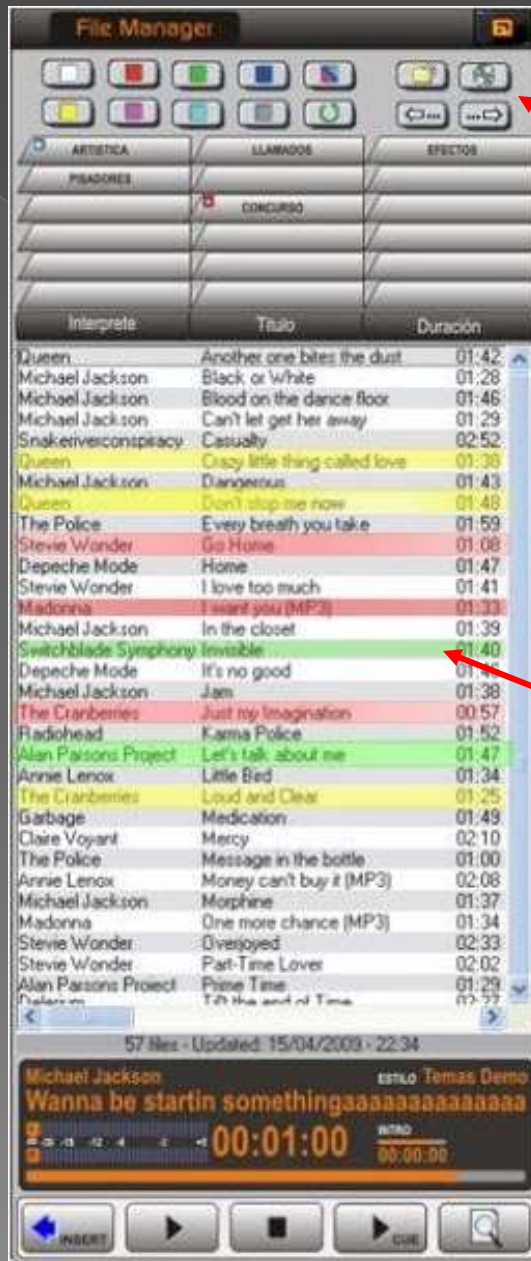 File Manager
ARTISTICA LLAMADOS EFECTOS
PISADORES
CONCURSO
Interprete Titulo Duración
Queen Another one bites the dust 01:42
Michael Jackson Black or White 01:28
Michael Jackson Blood on the dance floor 01:46
Michael Jackson Can't let get her away 01:29
Snakeriverconspiracy Casualty 02:52
Queen Crazy little thing called love 01:38
Michael Jackson Dangerous 01:43
Queen Don't stop me now 01:48
The Police Every breath you take 01:59
Stevie Wonder Go Home 01:08
Depeche Mode Home 01:47
Stevie Wonder I love too much 01:41
Madonna I want you (MP3) 01:33
Michael Jackson In the closet 01:39
Switchblade Symphony Invisible 01:40
Depeche Mode It's no good 01:46
Michael Jackson Jam 01:38
The Cranberries Just my Imagination 00:57
Radiohead Karma Police 01:52
Alan Parsons Project Let's talk about me 01:47
Annie Lenox Little Bird 01:34
The Cranberries Loud and Clear 01:25
Garbage Medication 01:49
Claire Voyant Mercy 02:10
The Police Message in the bottle 01:00
Annie Lenox Money can't buy it (MP3) 02:08
Michael Jackson Morphine 01:37
Madonna One more chance (MP3) 01:34
Stevie Wonder Overjoyed 02:33
Stevie Wonder Part-Time Lover 02:02
Alan Parsons Project Prime Time 01:29
Delerium Till the end of Time 02:27
57 files - Updated: 15/04/2009 - 22:34
Michael Jackson ESTILO Temas Demo
Wanna be startin somethingaaaaaaaaaaaaa
00:01:00 INTRO
00:00:00
INSERT CUE